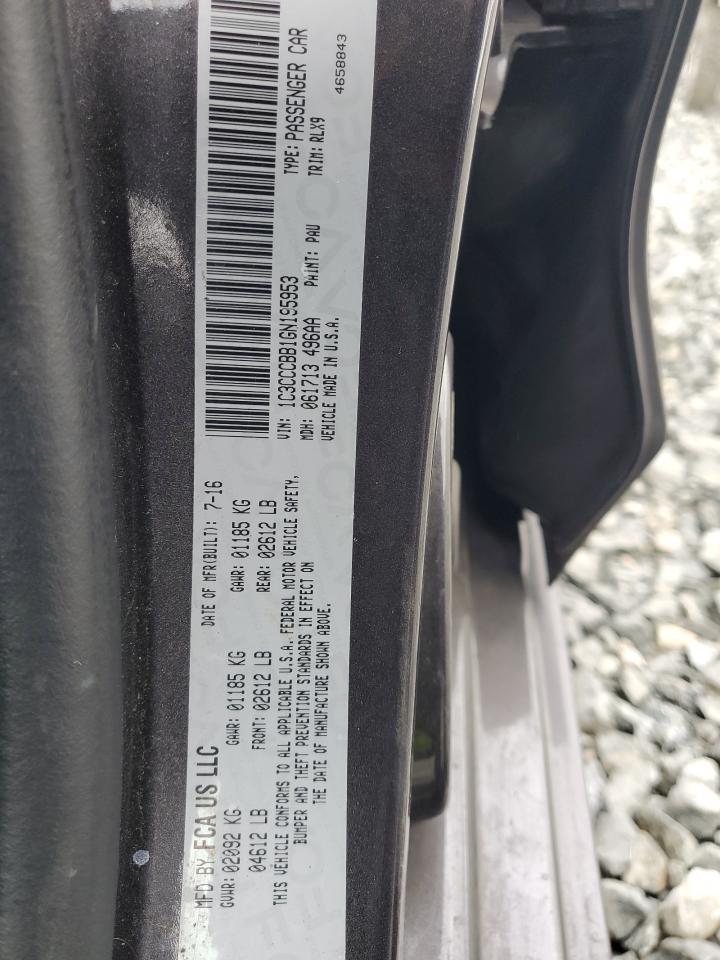 MFD BY FCA US LLC
DATE OF MFR(BUILT): 7-16
GVWR: 02092 KG
GAWR: 01185 KG
GAWR: 01185 KG
04612 LB
FRONT: 02612 LB
REAR: 02612 LB
THIS VEHICLE CONFORMS TO ALL APPLICABLE U.S.A. FEDERAL MOTOR VEHICLE SAFETY,
BUMPER AND THEFT PREVENTION STANDARDS IN EFFECT ON
THE DATE OF MANUFACTURE SHOWN ABOVE.
VIN: 1C3CCCBB1GN195953
TYPE: PASSENGER CAR
MDH: 061713 496AA
PAINT: PAU
TRIM: RLX9
VEHICLE MADE IN U.S.A.
4658843